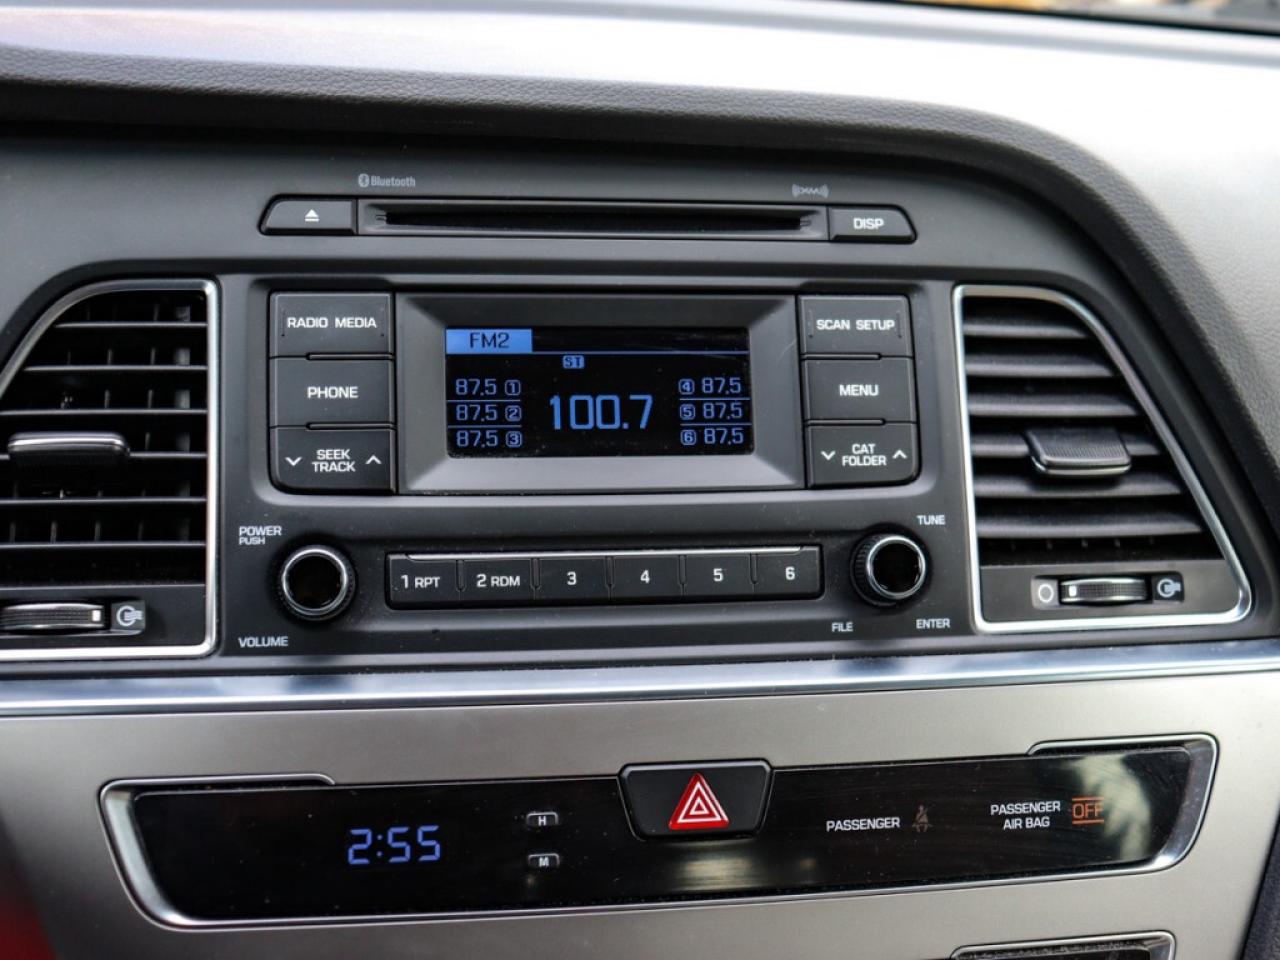 Bluetooth
((XM))
DISP
RADIO MEDIA
SCAN SETUP
FM2
ST
PHONE
87.5 1
4 87.5
MENU
87.5 2
100.7
5 87.5
87.5 3
6 87.5
SEEK
TRACK
CAT
FOLDER
POWER
PUSH
TUNE
1 RPT
2 RDM
3
4
5
6
VOLUME
FILE
ENTER
2:55
H
M
PASSENGER
PASSENGER
AIR BAG
OFF